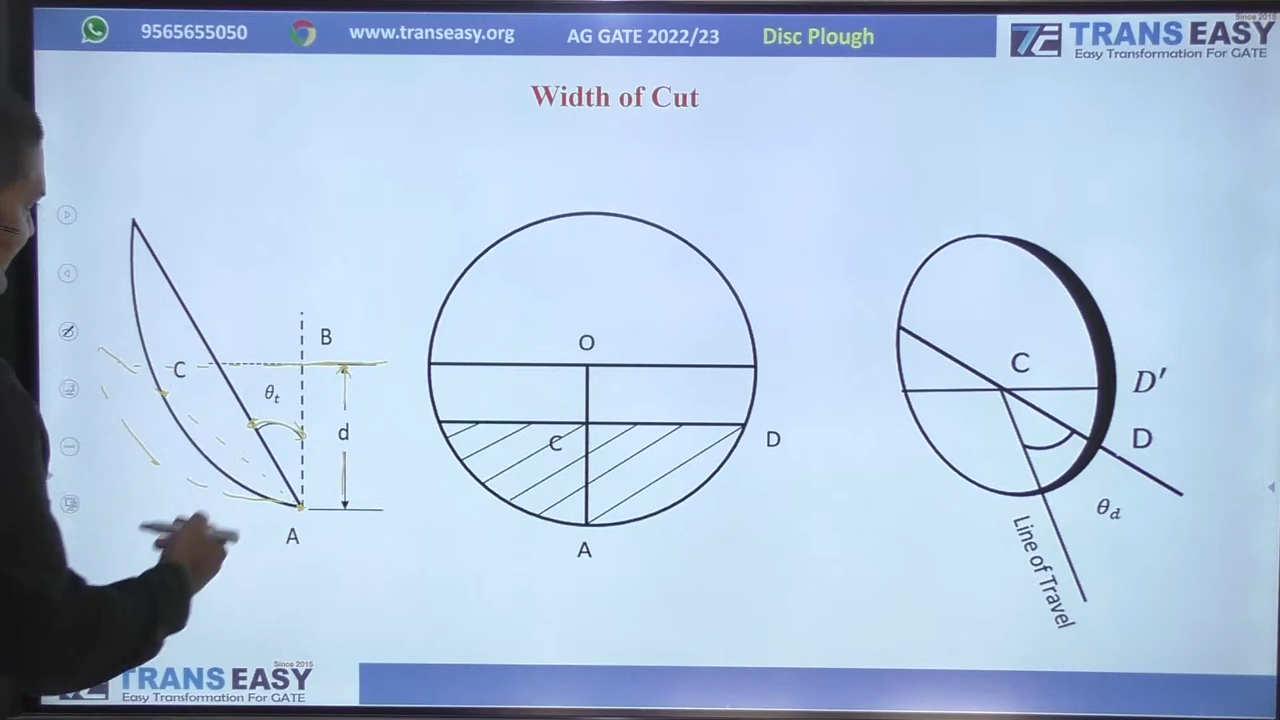 9565655050 www.transeasy.org AG GATE 2022/23 Disc Plough
Since 2015
TRANS EASY
Easy Transformation For GATE
Width of Cut
B
C
θt
d
A
O
C
D
A
C
D′
D
θd
Line of Travel
Since 2015
TRANS EASY
Easy Transformation For GATE